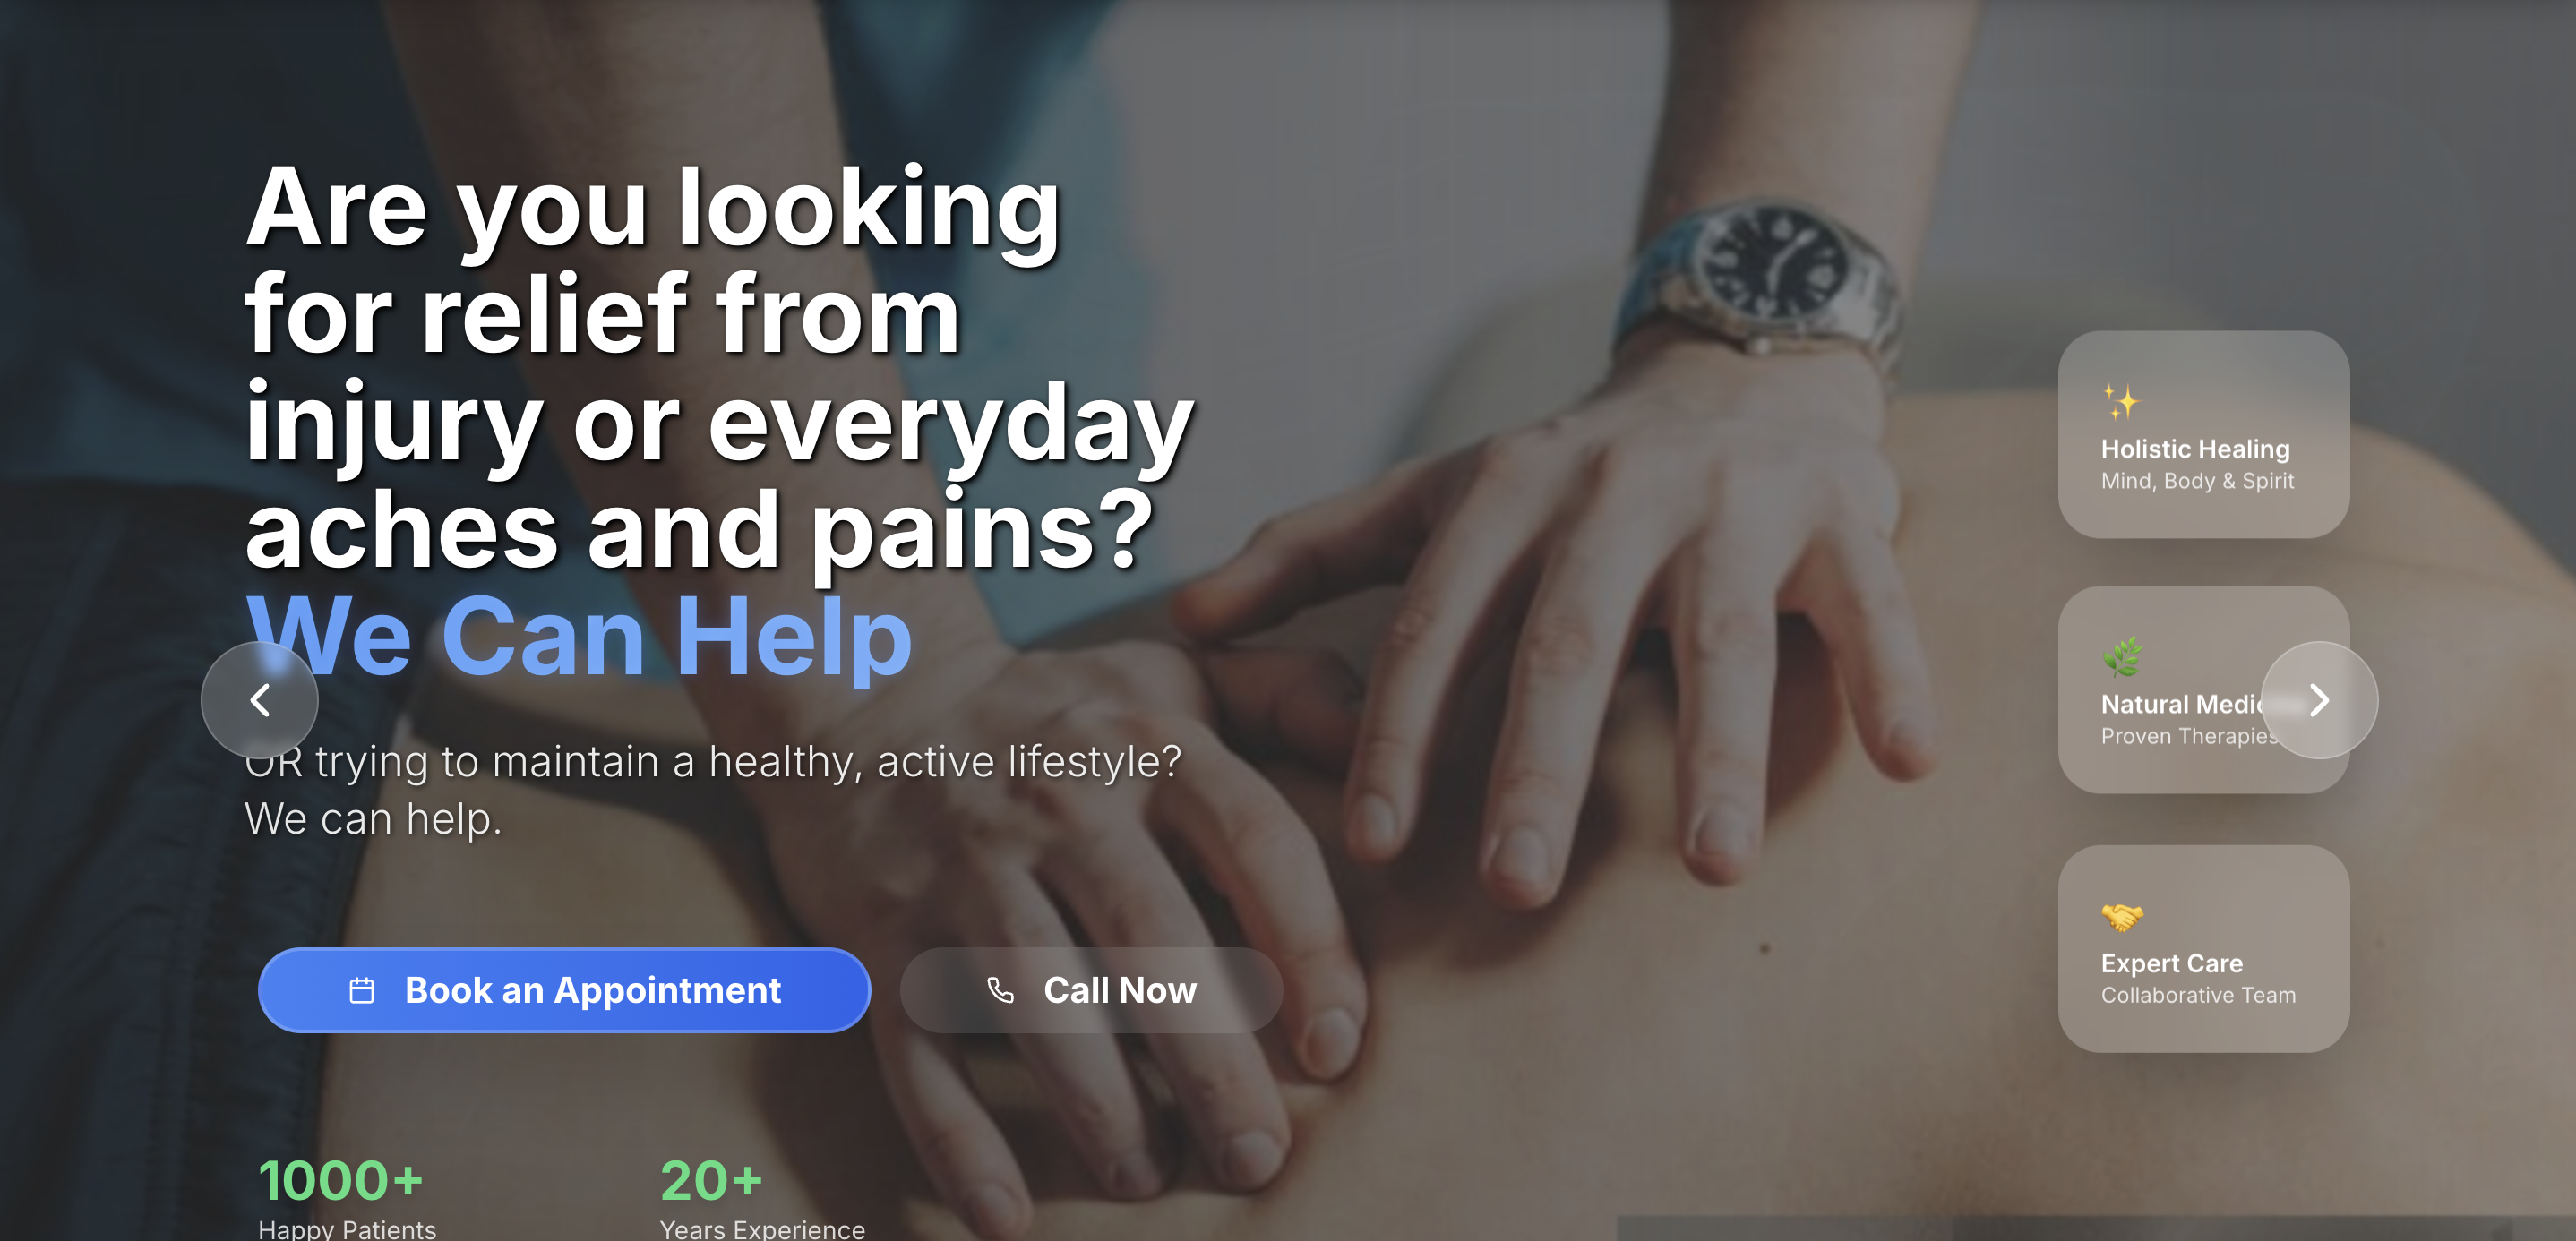 Are you looking
for relief from
injury or everyday
aches and pains?
We Can Help
OR trying to maintain a healthy, active lifestyle?
We can help.
Book an Appointment
Call Now
1000+
Happy Patients
20+
Years Experience
Holistic Healing
Mind, Body & Spirit
Natural
Proven Therapies
Expert Care
Collaborative Team